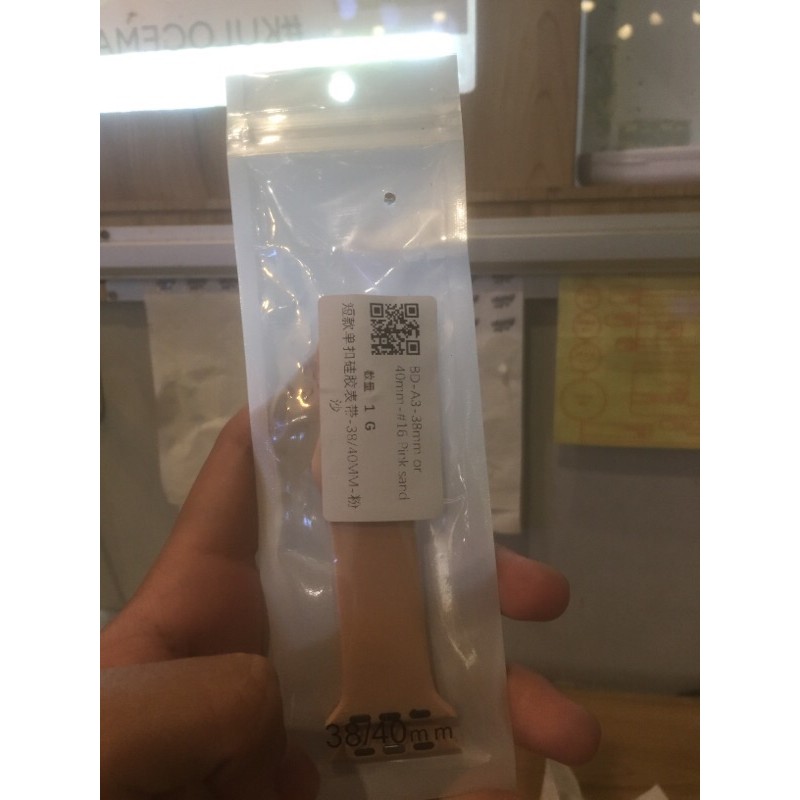 #KULOCEMA
BD-A3-38mm or
40mm-#16 Pink sand
数量 1 G
短款单扣硅胶表带-38/40MM-粉
沙
38/40mm